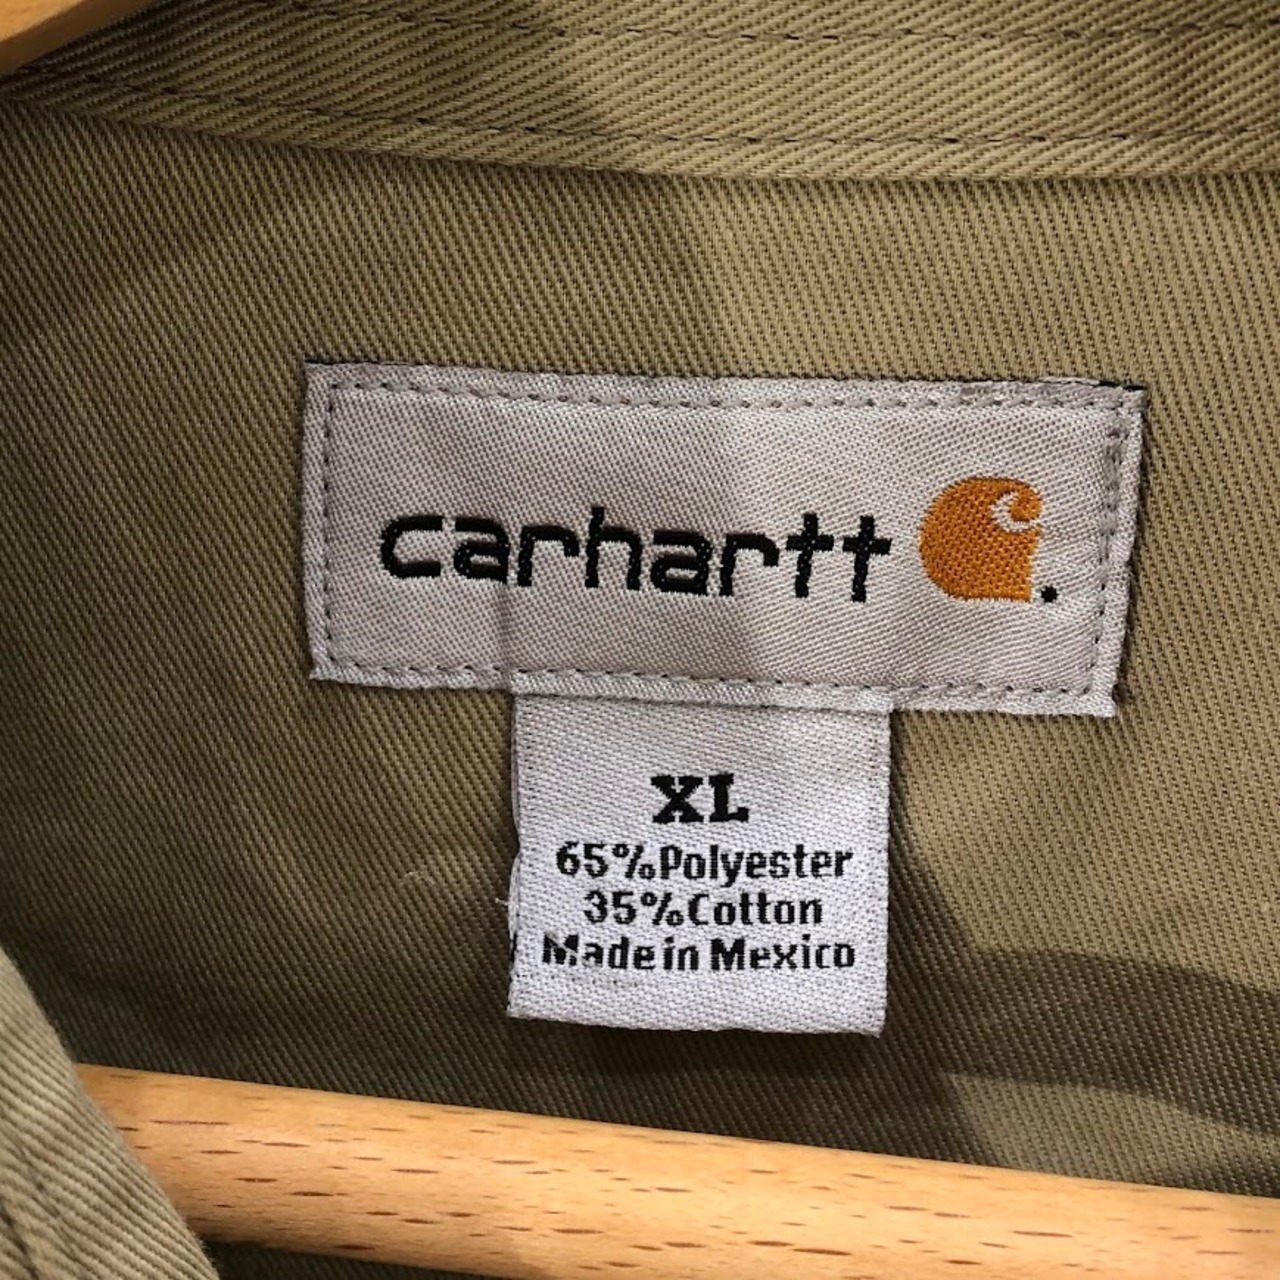 carhartt
XL
65%Polyester
35%Cotton
Made in Mexico